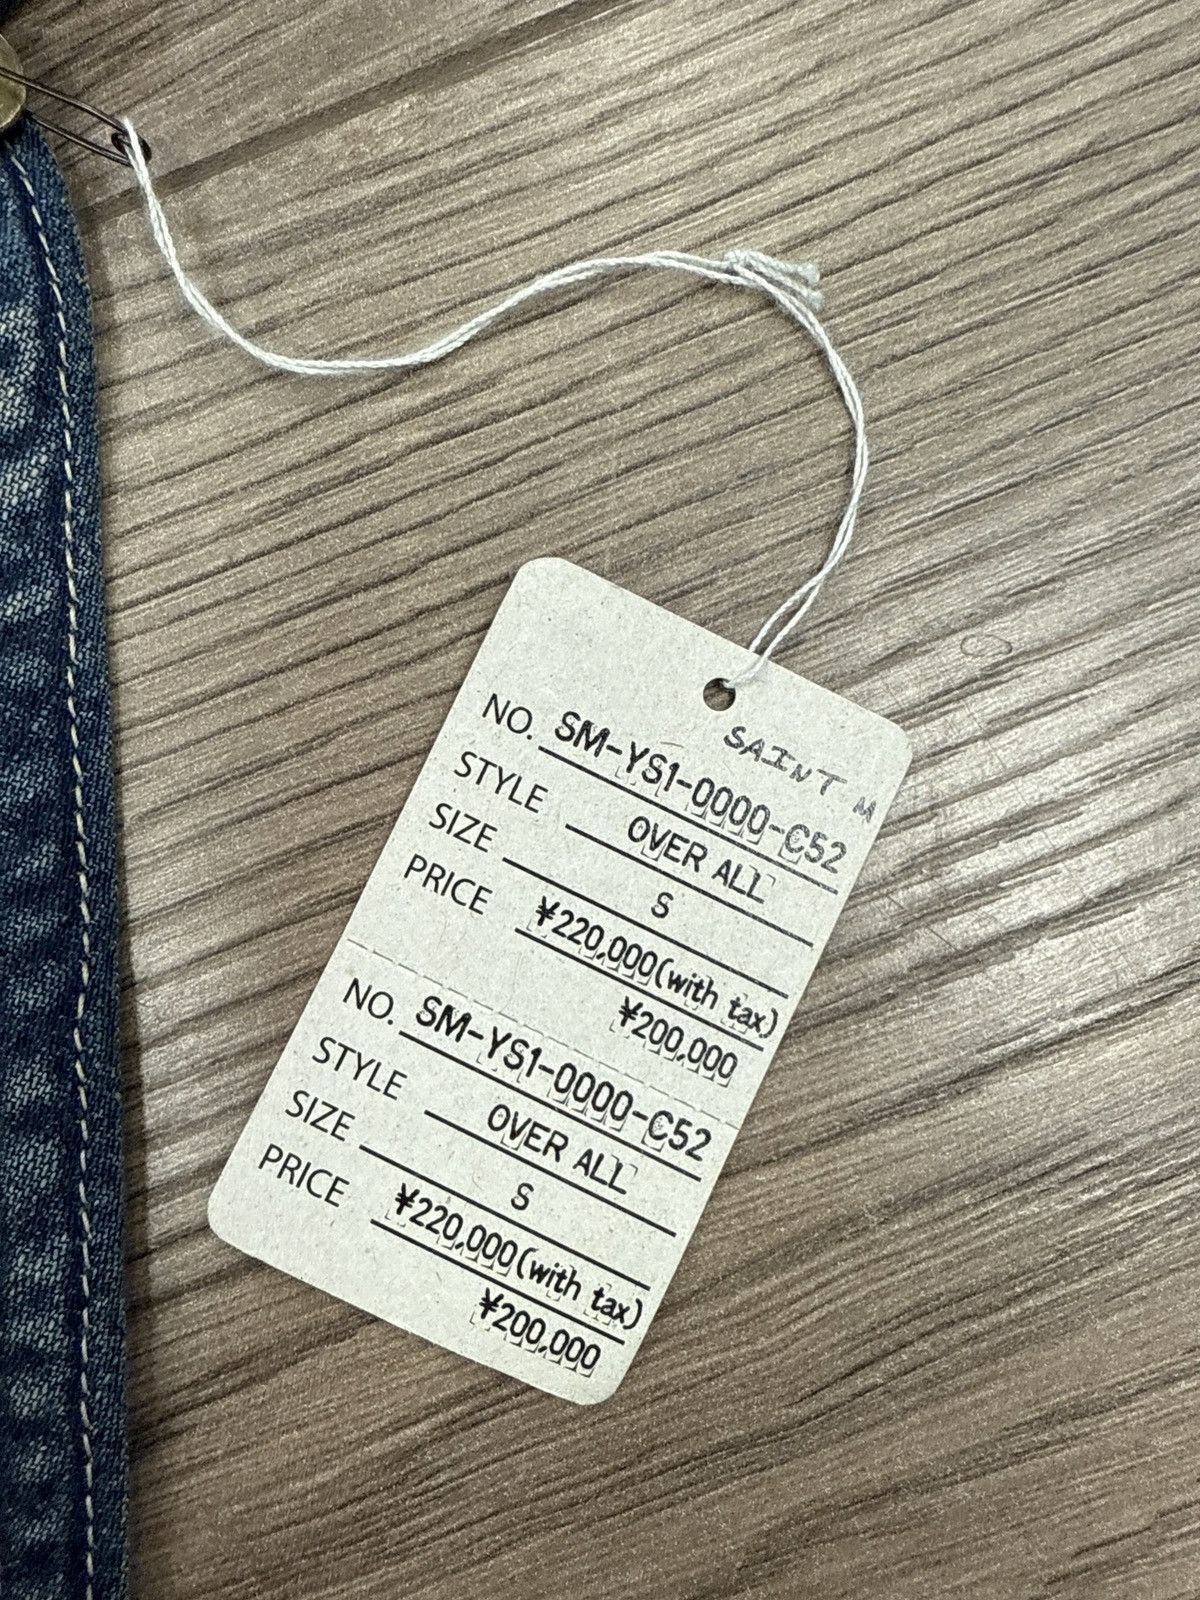 SAINT M
NO. SM-YS1-0000-C52
STYLE OVER ALL
SIZE S
PRICE ¥220,000(with tax)
¥200,000
NO. SM-YS1-0000-C52
STYLE OVER ALL
SIZE S
PRICE ¥220,000(with tax)
¥200,000